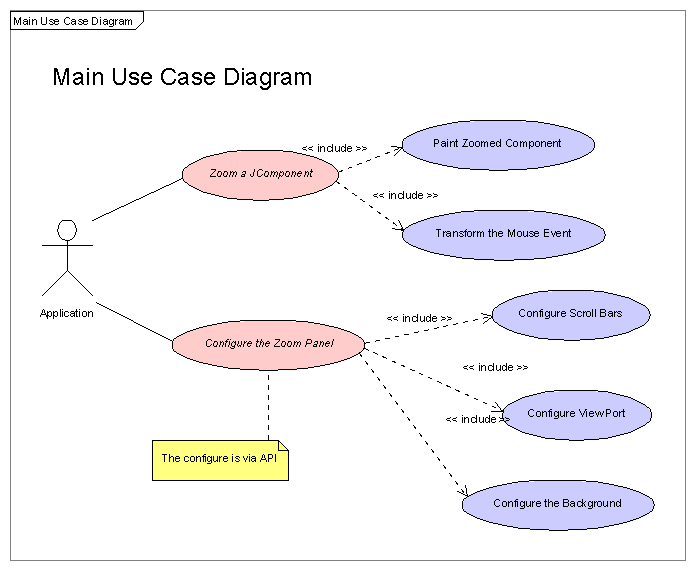 Main Use Case Diagram
Main Use Case Diagram
<< include >>
Paint Zoomed Component
Zoom a JComponent
<< include >>
Transform the Mouse Event
Application
<< include >>
Configure Scroll Bars
Configure the Zoom Panel
<< include >>
Configure ViewPort
<< include >>
The configure is via API
Configure the Background